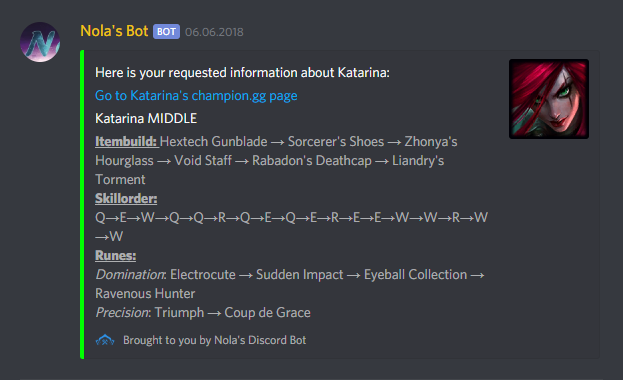 Nola's Bot BOT 06.06.2018
Here is your requested information about Katarina:
Go to Katarina's champion.gg page
Katarina MIDDLE
Itembuild: Hextech Gunblade → Sorcerer's Shoes → Zhonya's
Hourglass → Void Staff → Rabadon's Deathcap → Liandry's
Torment
Skillorder:
Q→E→W→Q→Q→R→Q→E→Q→E→R→E→E→W→W→R→W
→W
Runes:
Domination: Electrocute → Sudden Impact → Eyeball Collection →
Ravenous Hunter
Precision: Triumph → Coup de Grace
Brought to you by Nola's Discord Bot